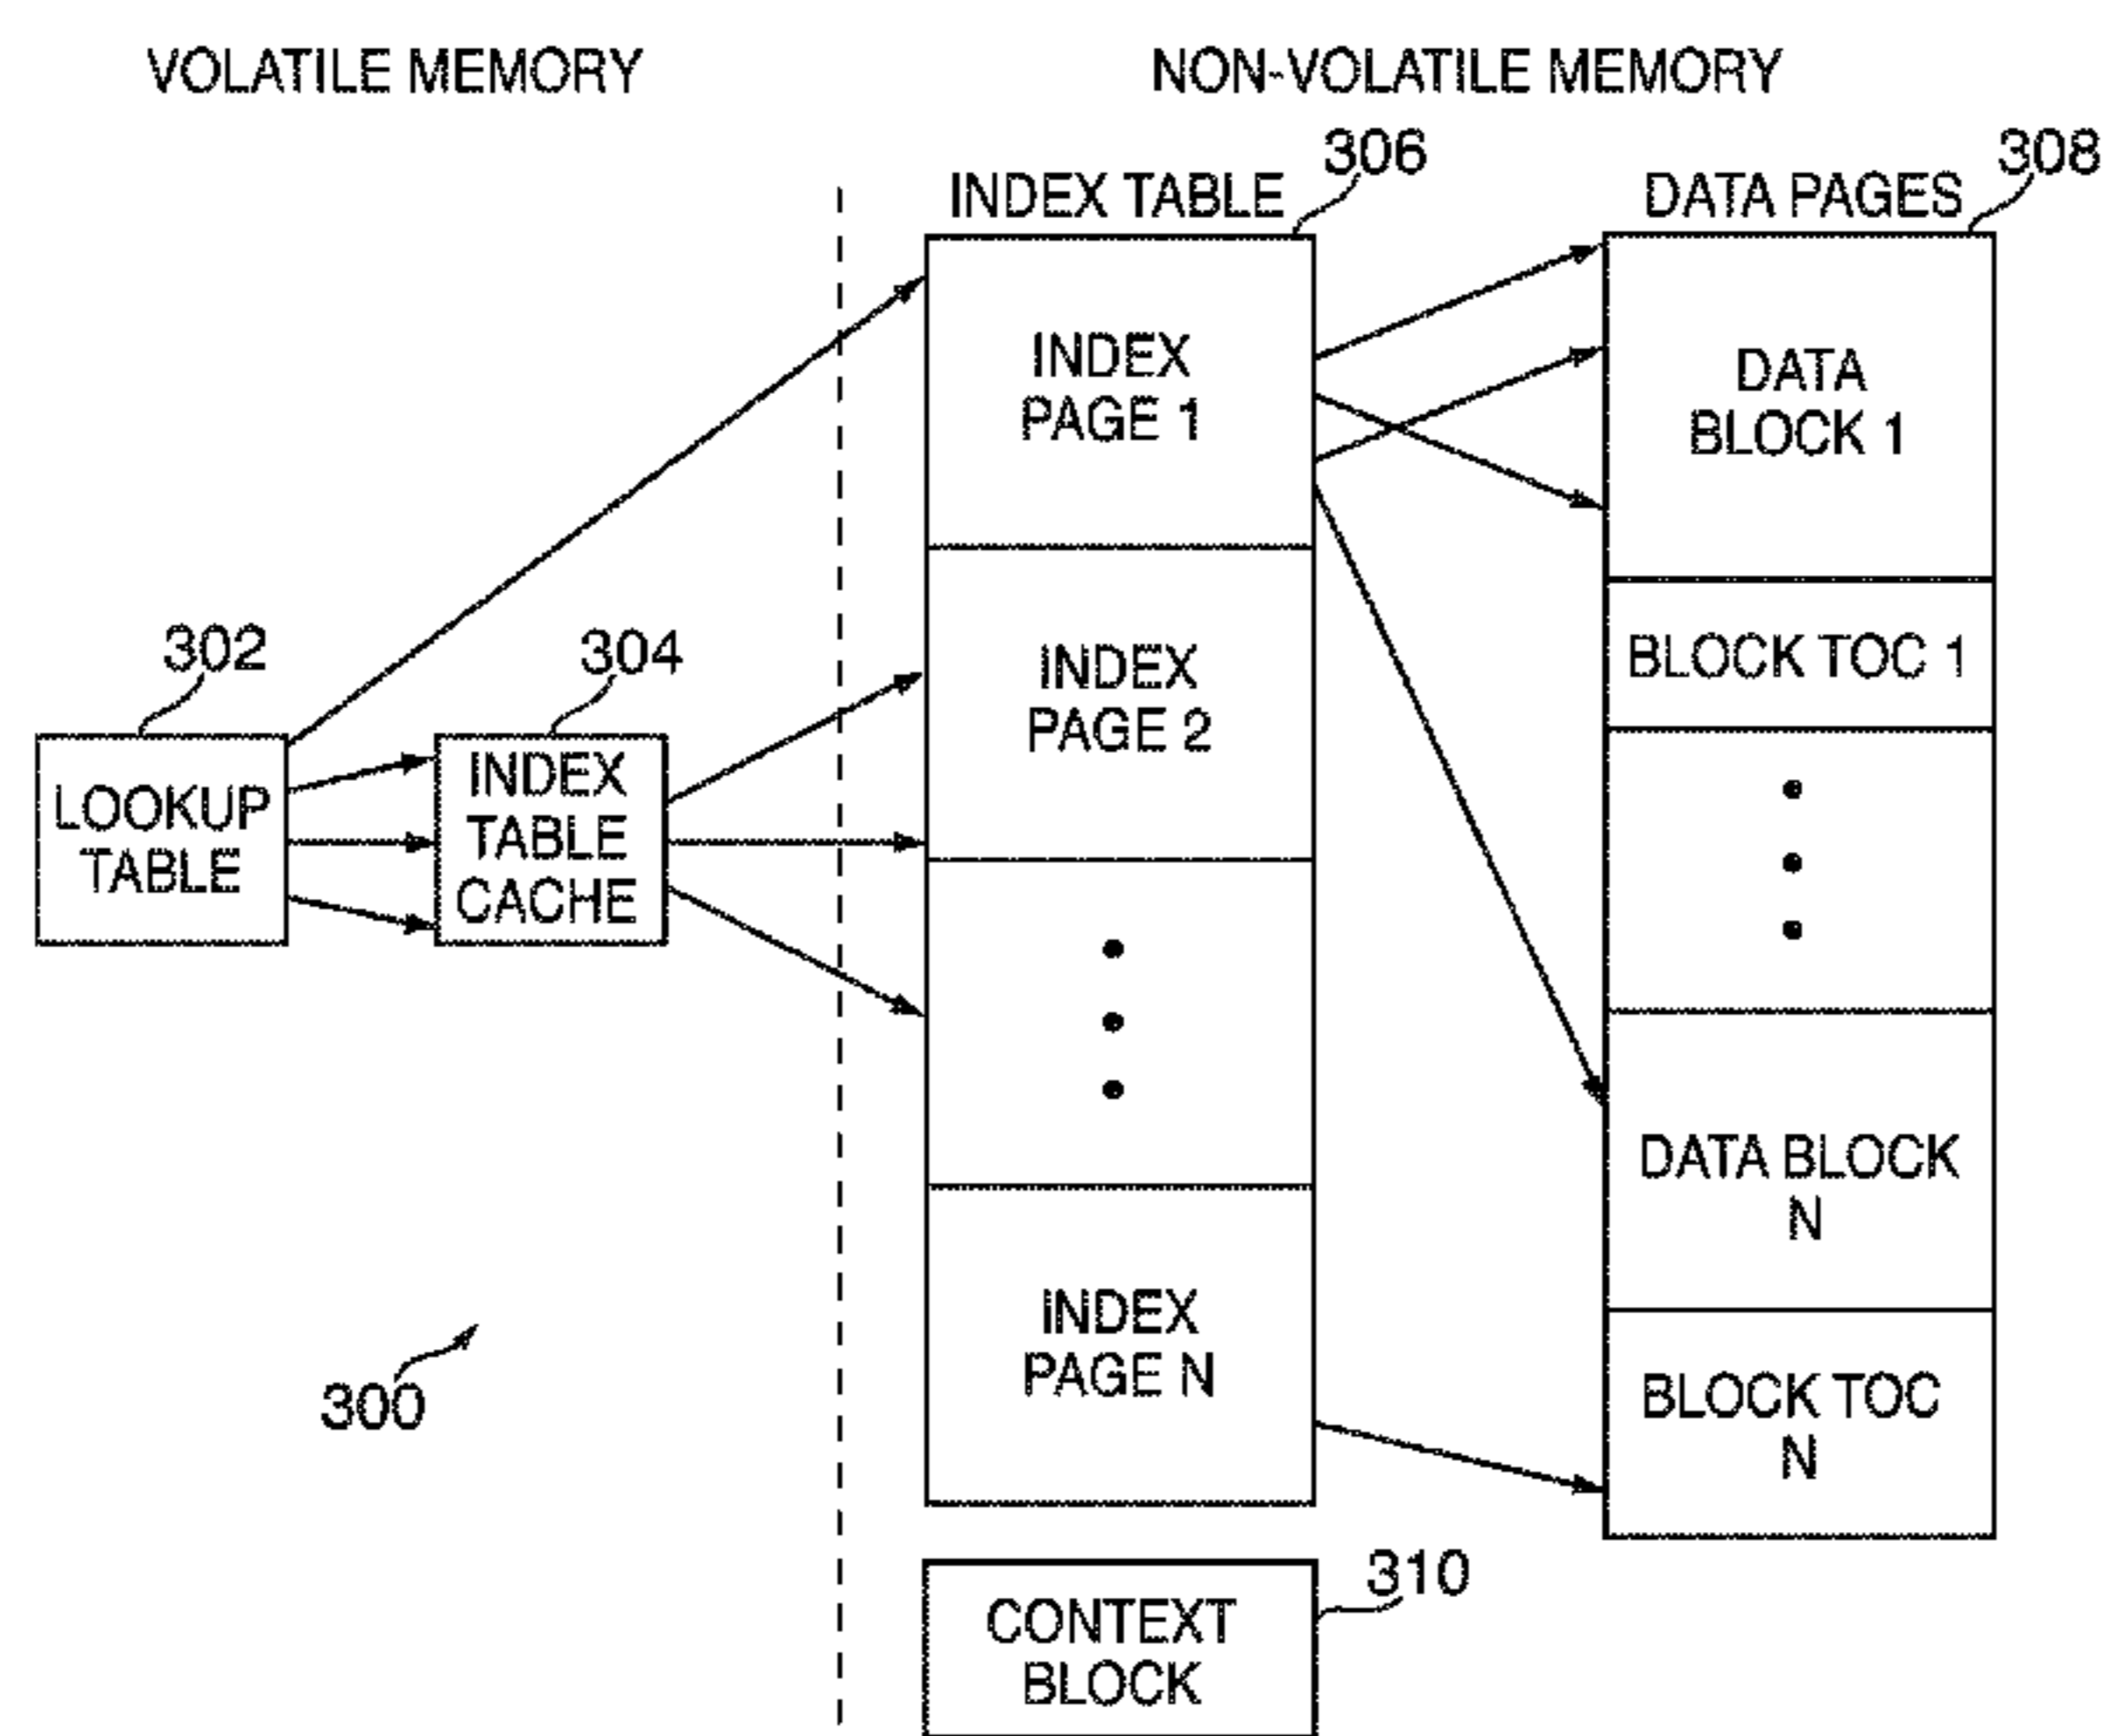 VOLATILE MEMORY
NON-VOLATILE MEMORY
306
308
INDEX TABLE
DATA PAGES
INDEX
PAGE 1
DATA
BLOCK 1
INDEX
PAGE 2
BLOCK TOC 1
302
304
LOOKUP
TABLE
INDEX
TABLE
CACHE
DATA BLOCK
N
INDEX
PAGE N
BLOCK TOC
N
300
310
CONTEXT
BLOCK